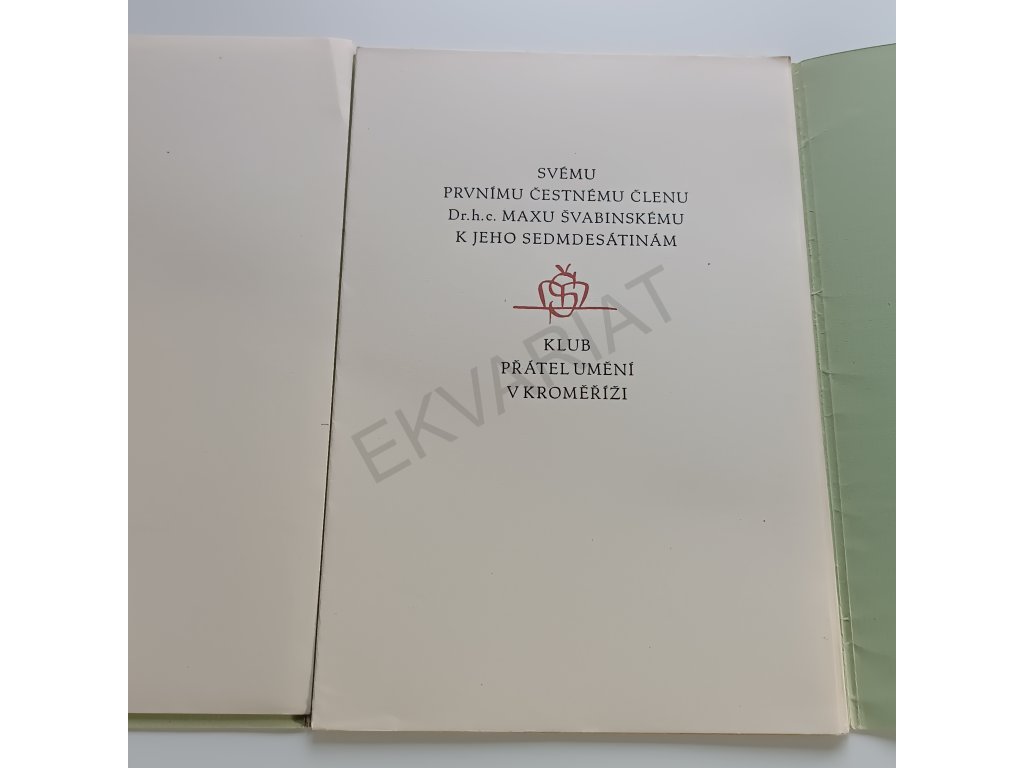 SVÉMU
PRVNÍMU ČESTNÉMU ČLENU
Dr.h.c. MAXU ŠVABINSKÉMU
K JEHO SEDMDESÁTINÁM
KLUB
PŘÁTEL UMĚNÍ
V KROMĚŘÍŽI
EKVARIAT